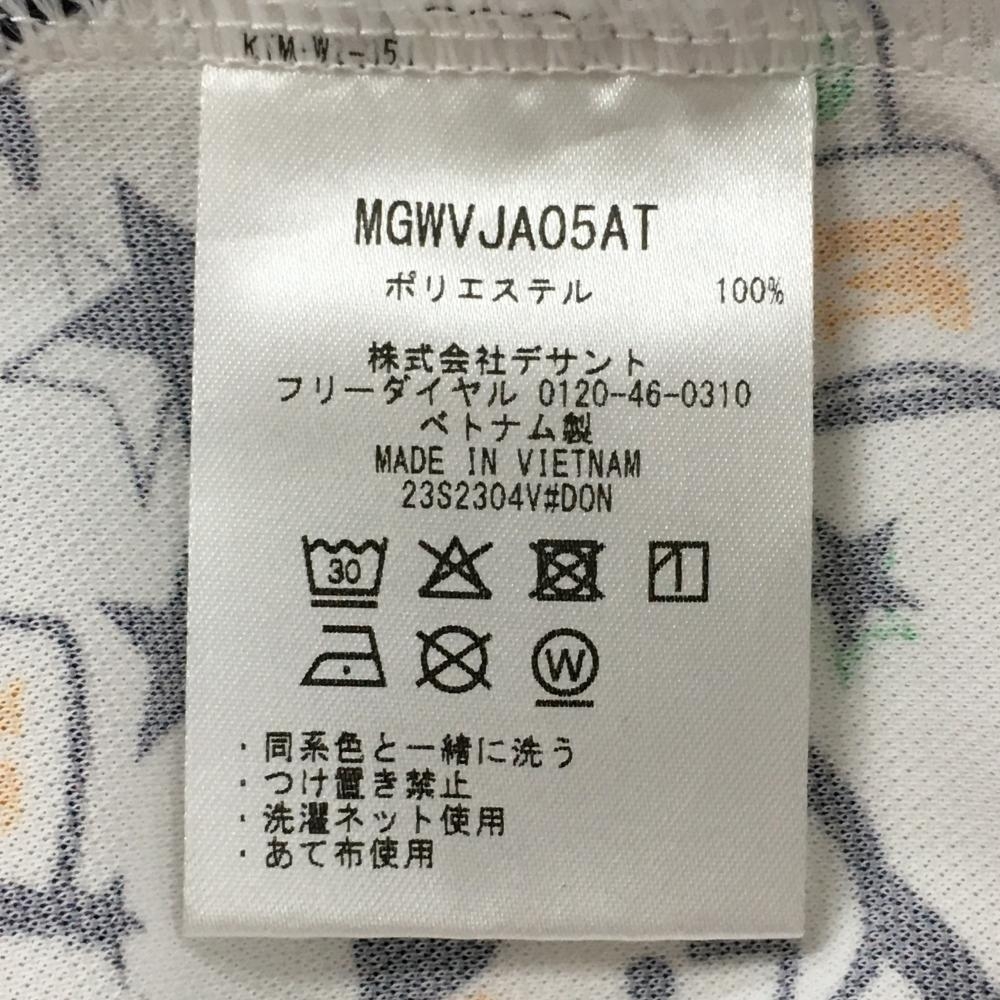 K.M.W.-5.
MGWVJA05AT
ポリエステル 100%
株式会社デサント
フリーダイヤル 0120-46-0310
ベトナム製
MADE IN VIETNAM
23S2304V#DON
30
W
・同系色と一緒に洗う
・つけ置き禁止
・洗濯ネット使用
・あて布使用